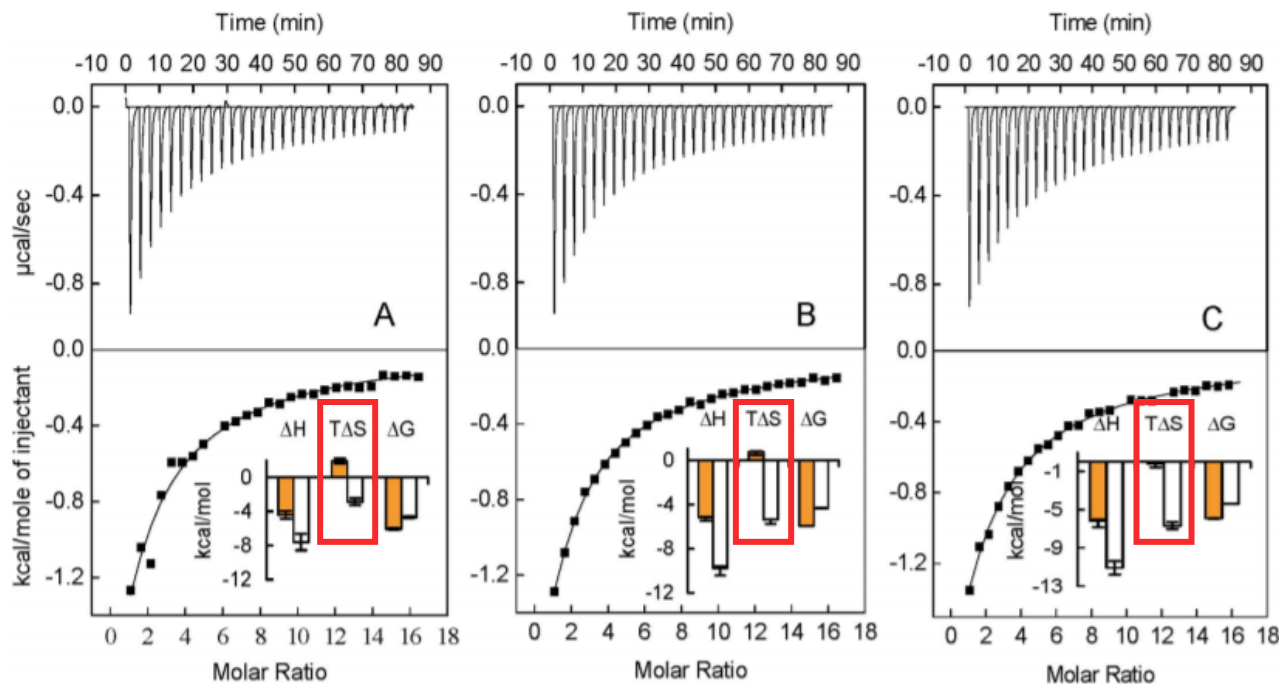 Time (min)
-10 0 10 20 30 40 50 60 70 80 90
0.0
-0.4
-0.8
µcal/sec
A
0.0
-0.4
-0.8
-1.2
kcal/mole of injectant
ΔH TΔS ΔG
0
-4
-8
-12
kcal/mol
0 2 4 6 8 10 12 14 16 18
Molar Ratio
Time (min)
-10 0 10 20 30 40 50 60 70 80 90
0.0
-0.4
-0.8
B
0.0
-0.4
-0.8
-1.2
ΔH TΔS ΔG
0
-4
-8
-12
kcal/mol
0 2 4 6 8 10 12 14 16 18
Molar Ratio
Time (min)
-10 0 10 20 30 40 50 60 70 80 90
0.0
-0.4
-0.8
C
0.0
-0.4
-0.8
-1.2
ΔH TΔS ΔG
-1
-5
-9
-13
kcal/mol
0 2 4 6 8 10 12 14 16 18
Molar Ratio